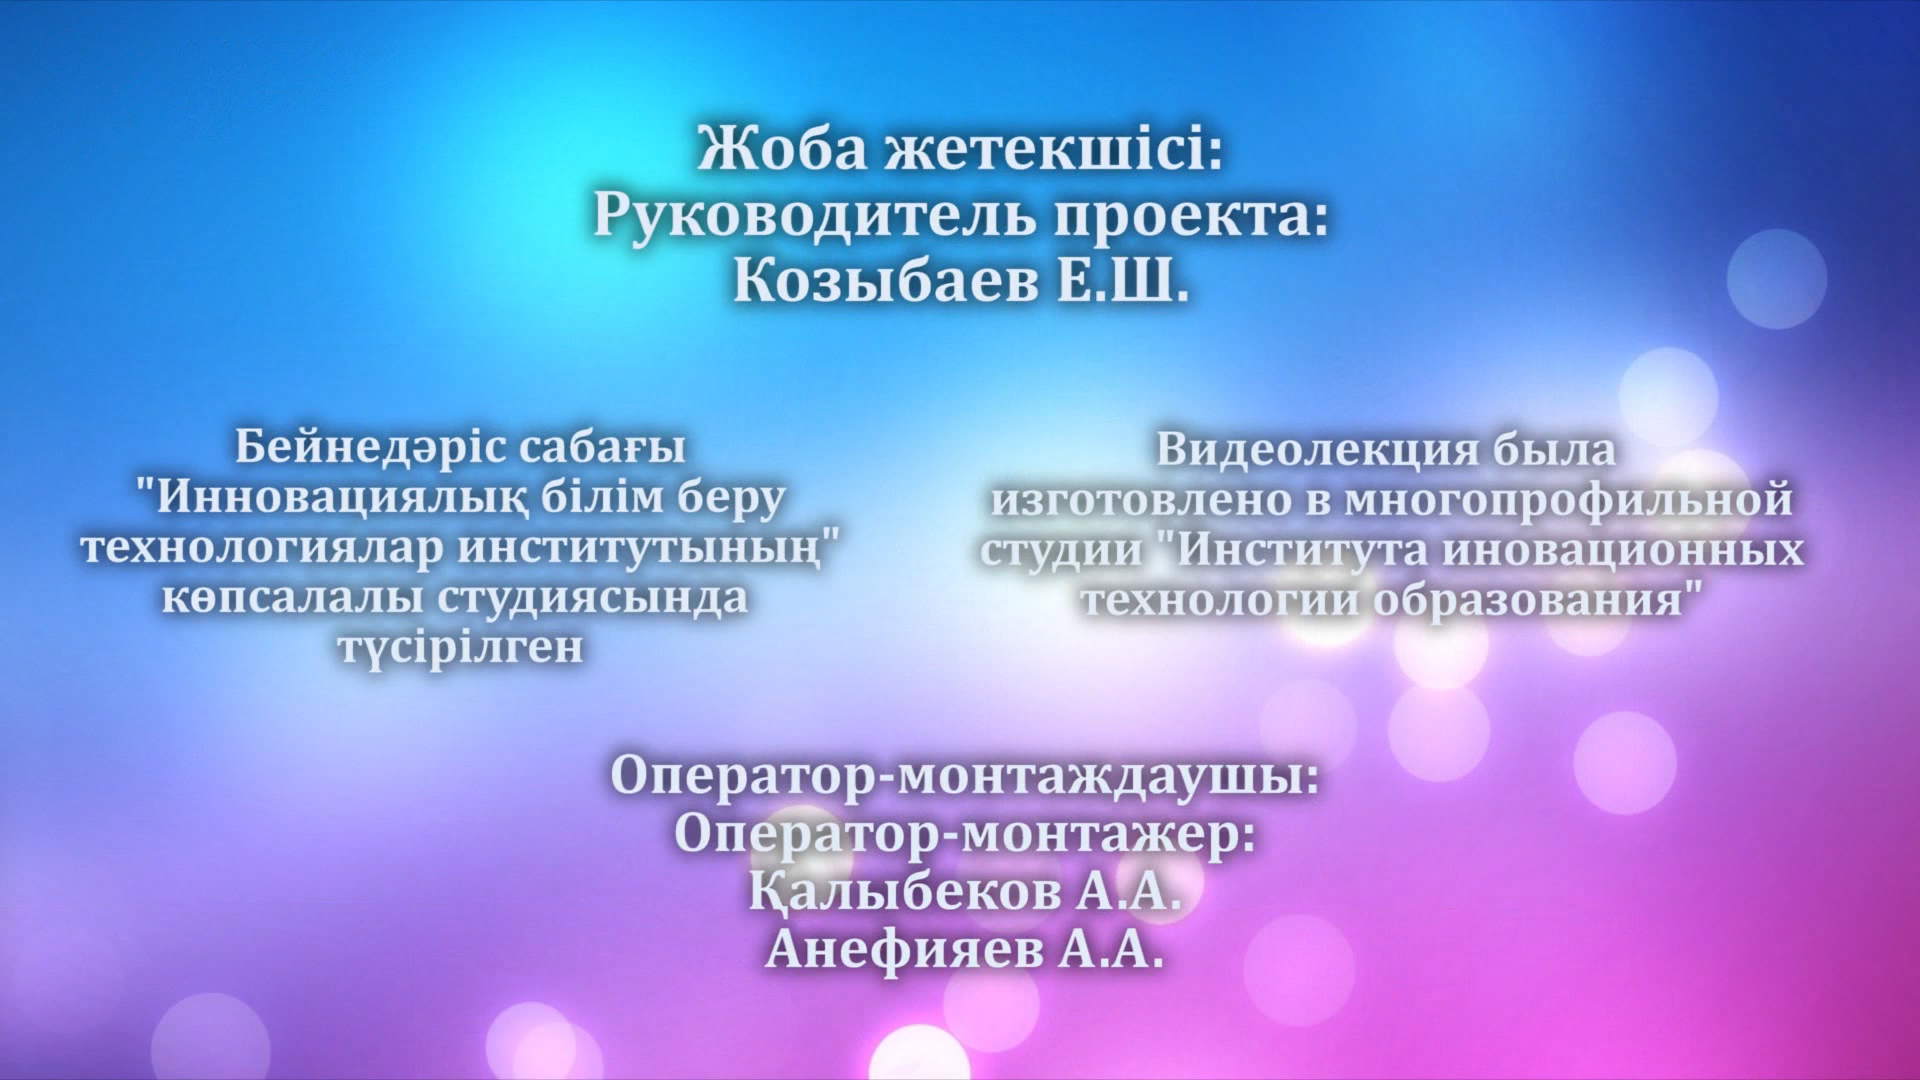 Жоба жетекшісі:
Руководитель проекта:
Козыбаев Е.Ш.
Бейнедәріс сабағы
"Инновациялық білім беру
технологиялар институтының"
көпсалалы студиясында
түсірілген
Видеолекция была
изготовлено в многопрофильной
студии "Института иновационных
технологии образования"
Оператор-монтаждаушы:
Оператор-монтажер:
Қалыбеков А.А.
Анефияев А.А.